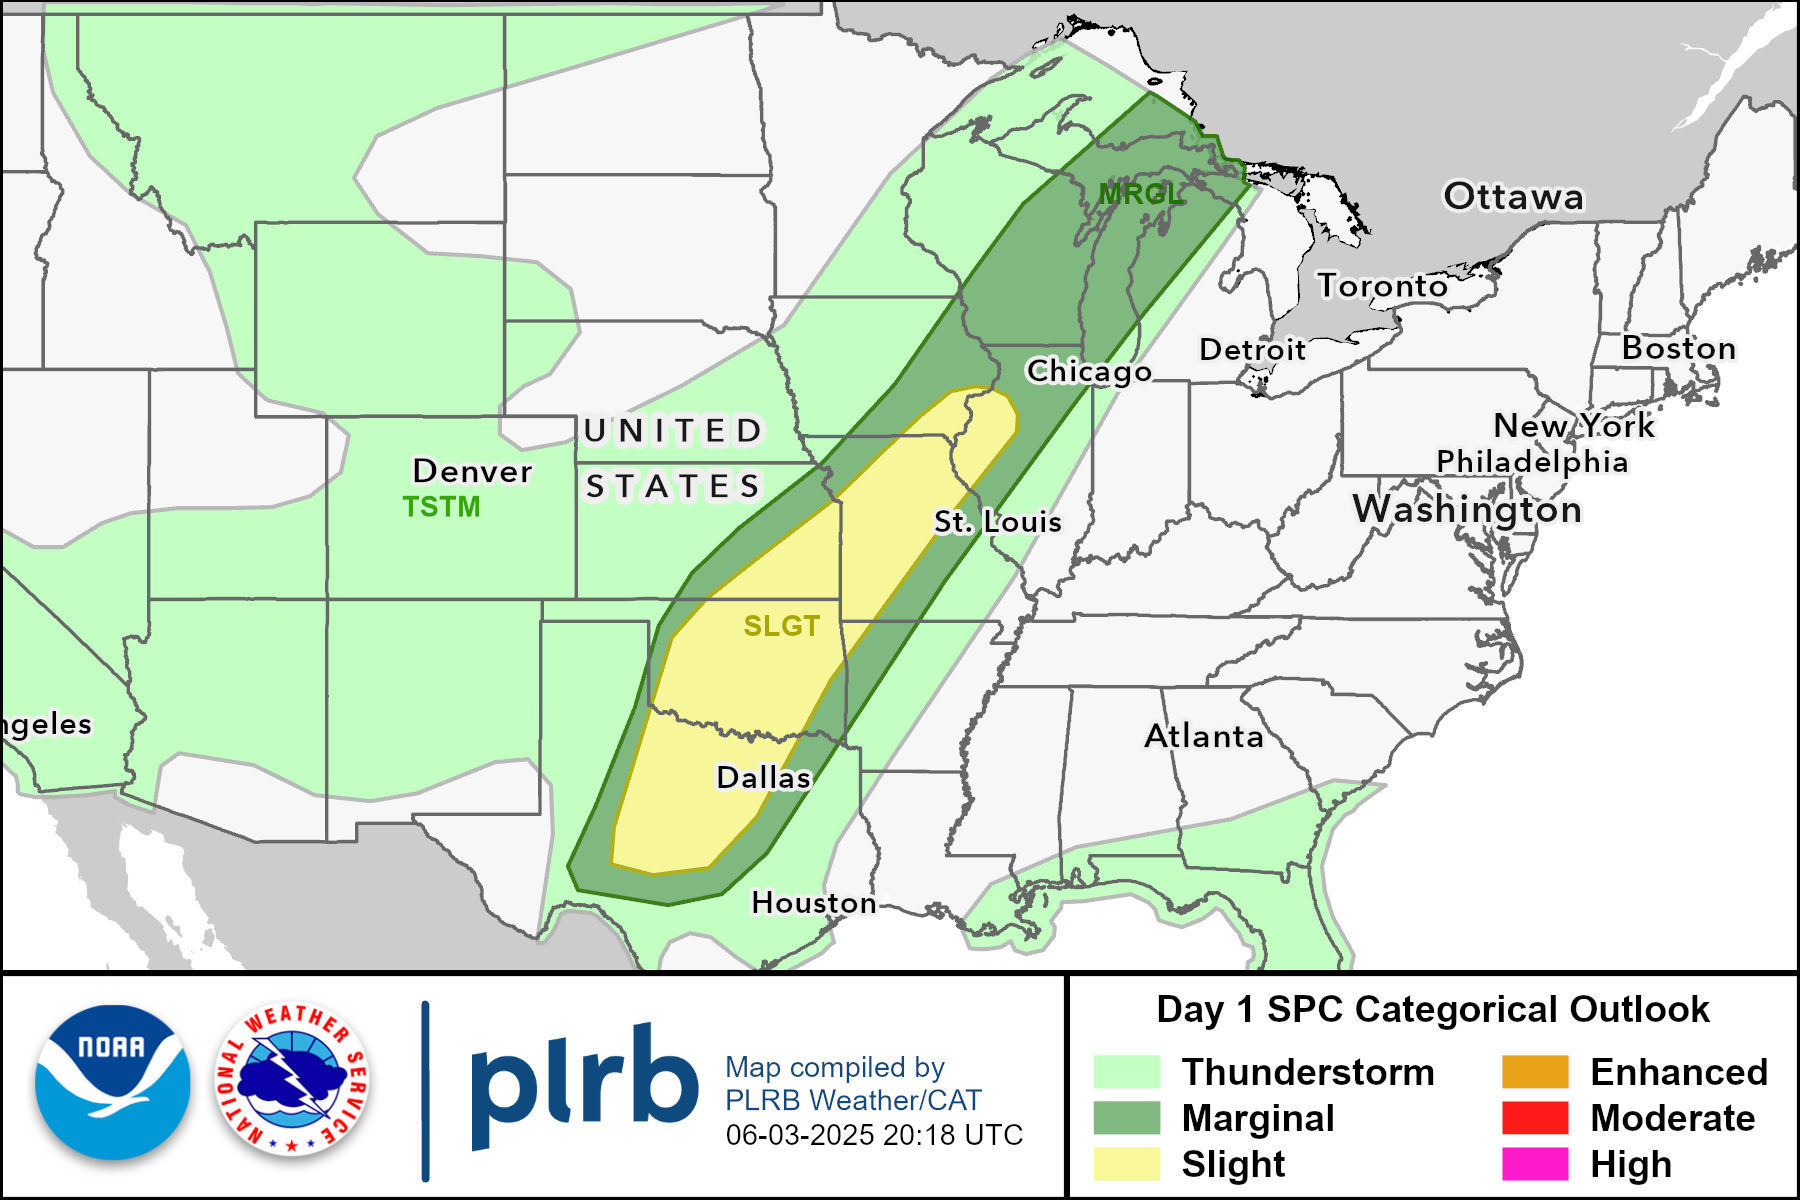 MRGL
Ottawa
Toronto
Detroit
Boston
Chicago
UNITED
STATES
New York
Philadelphia
Denver
TSTM
Washington
St. Louis
SLGT
ngeles
Atlanta
Dallas
Houston
NOAA
NATIONAL WEATHER SERVICE
plrb
Map compiled by
PLRB Weather/CAT
06-03-2025 20:18 UTC
Day 1 SPC Categorical Outlook
Thunderstorm
Enhanced
Marginal
Moderate
Slight
High